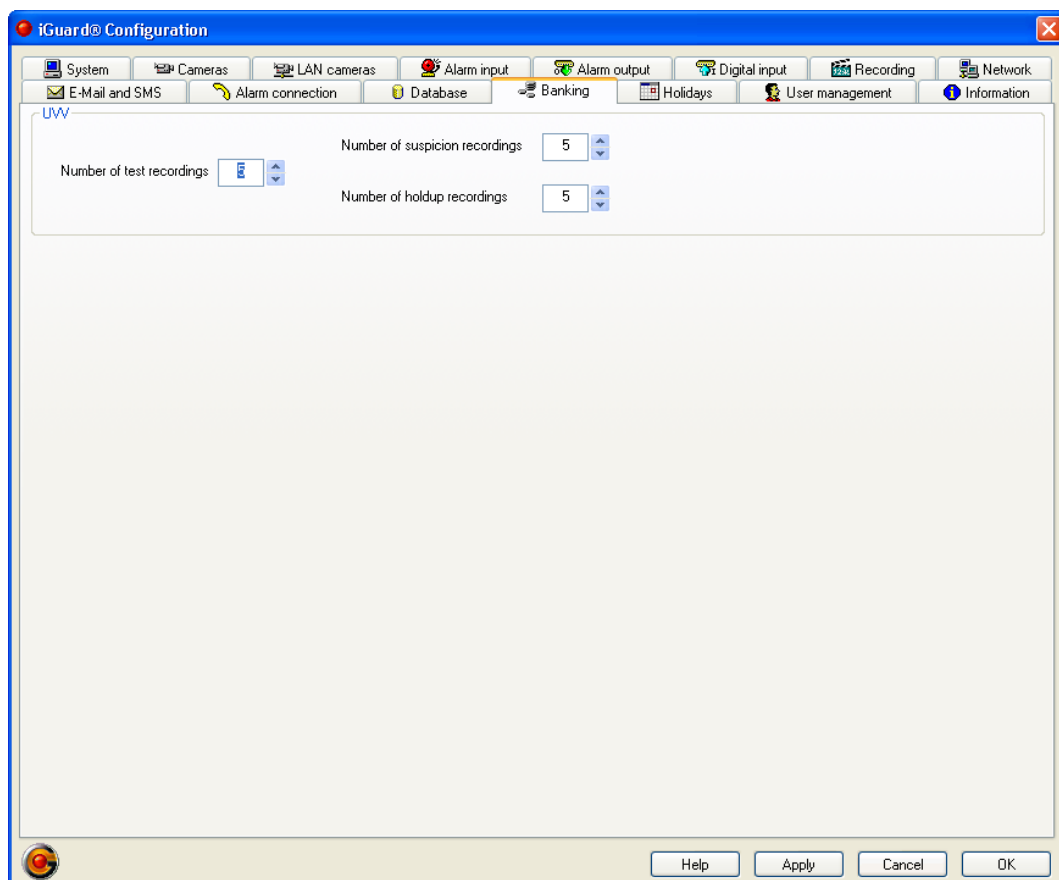 iGuard® Configuration
System Cameras LAN cameras Alarm input Alarm output Digital input Recording Network
E-Mail and SMS Alarm connection Database Banking Holidays User management Information
UVV
Number of suspicion recordings 5
Number of test recordings 5
Number of holdup recordings 5
Help Apply Cancel OK